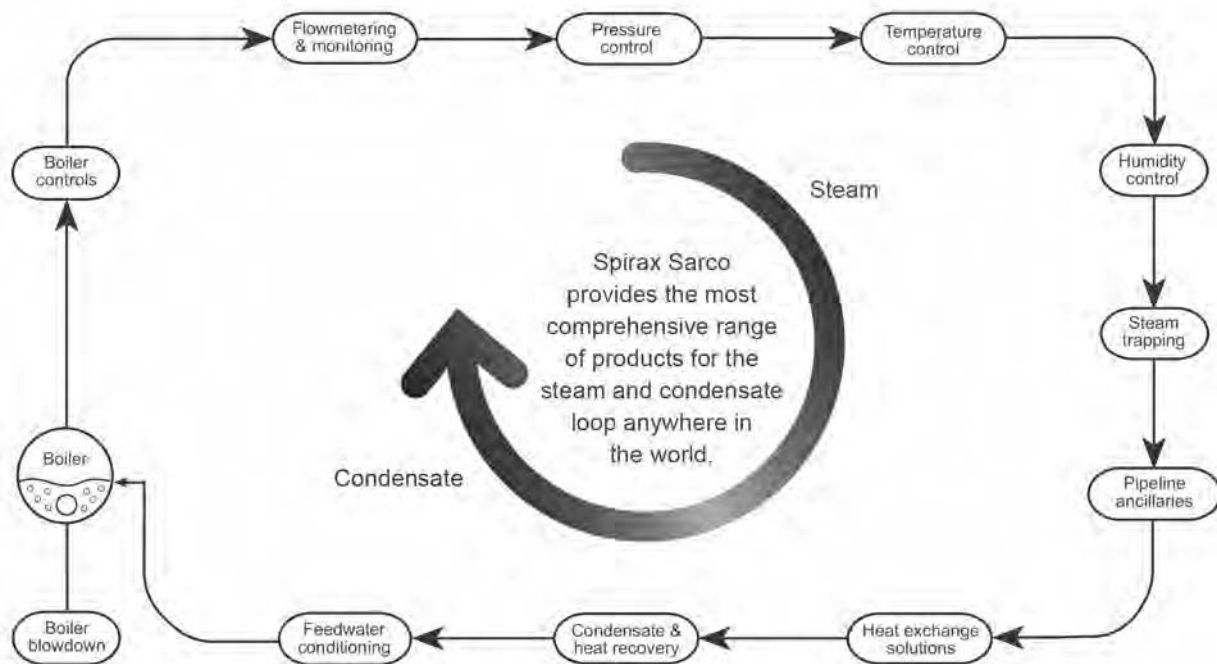 Flowmetering
& monitoring
Pressure
control
Temperature
control
Boiler
controls
Humidity
control
Steam
Spirax Sarco
provides the most
comprehensive range
of products for the
steam and condensate
loop anywhere in
the world.
Steam
trapping
Boiler
Condensate
Pipeline
ancillaries
Boiler
blowdown
Feedwater
conditioning
Condensate &
heat recovery
Heat exchange
solutions